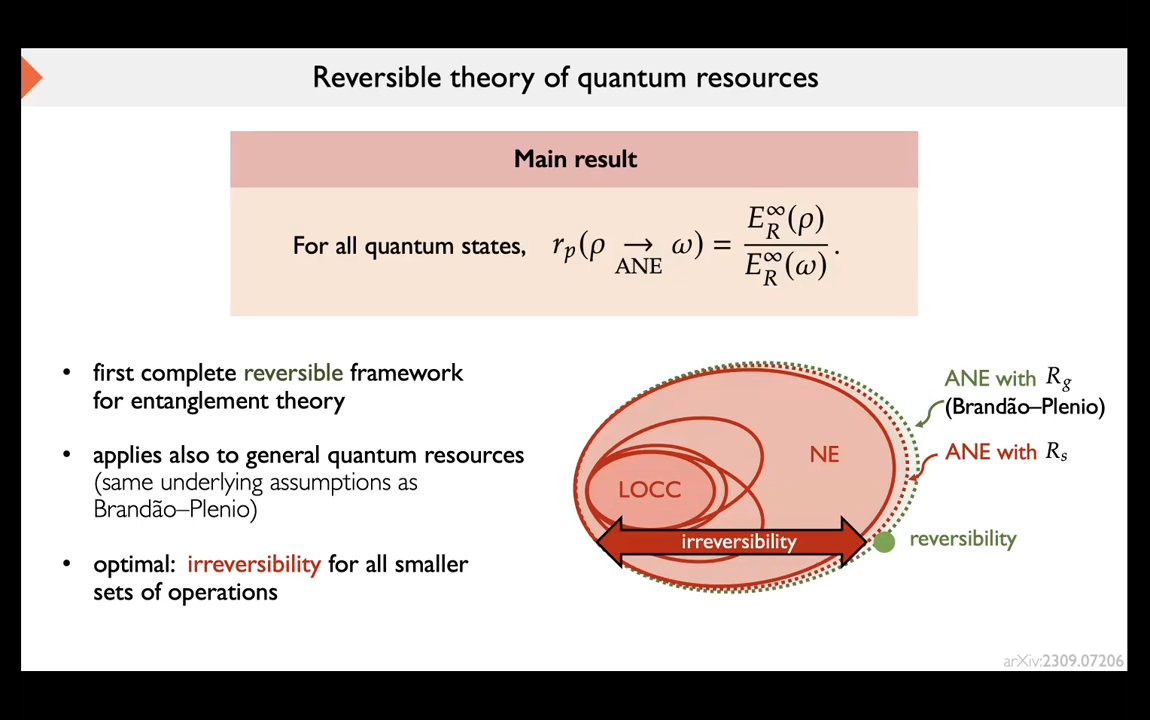 Reversible theory of quantum resources
Main result
For all quantum states, r_p(ρ →_ANE ω) = E_R^∞(ρ) / E_R^∞(ω) .
• first complete reversible framework
for entanglement theory
• applies also to general quantum resources
(same underlying assumptions as
Brandão–Plenio)
• optimal: irreversibility for all smaller
sets of operations
ANE with R_g
(Brandão–Plenio)
NE
ANE with R_s
LOCC
irreversibility
reversibility
arXiv:2309.07206